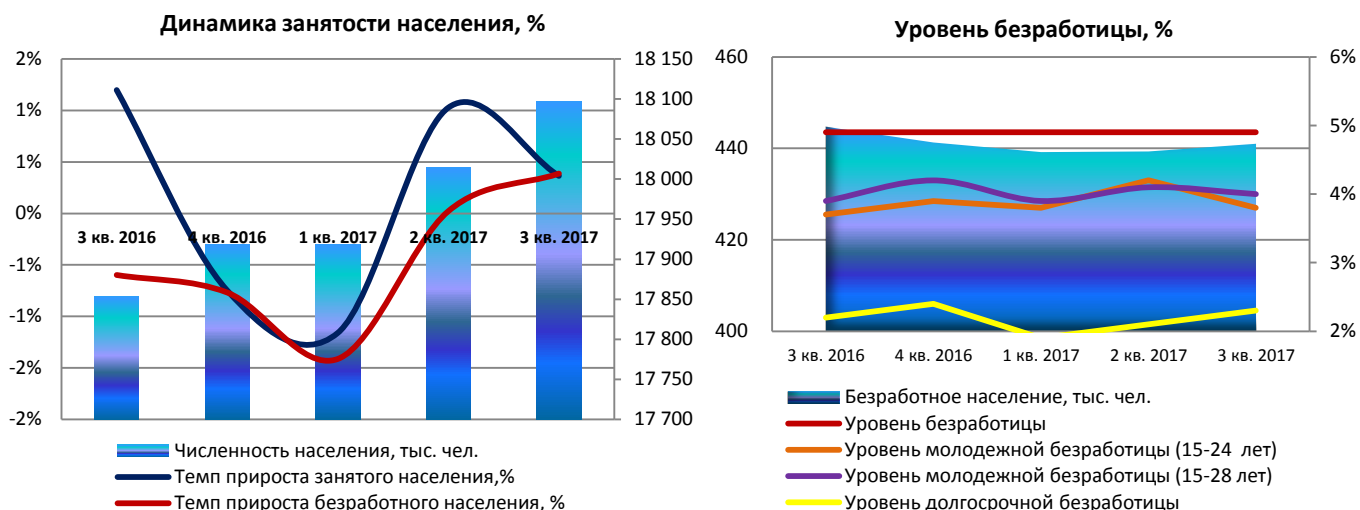 Динамика занятости населения, %
2%
1%
1%
0%
-1%
-1%
-2%
-2%
18 150
18 100
18 050
18 000
17 950
17 900
17 850
17 800
17 750
17 700
3 кв. 2016
4 кв. 2016
1 кв. 2017
2 кв. 2017
3 кв. 2017
Численность населения, тыс. чел.
Темп прироста занятого населения,%
Темп прироста безработного населения, %
Уровень безработицы, %
460
440
420
400
6%
5%
4%
3%
2%
3 кв. 2016
4 кв. 2016
1 кв. 2017
2 кв. 2017
3 кв. 2017
Безработное население, тыс. чел.
Уровень безработицы
Уровень молодежной безработицы (15-24 лет)
Уровень молодежной безработицы (15-28 лет)
Уровень долгосрочной безработицы